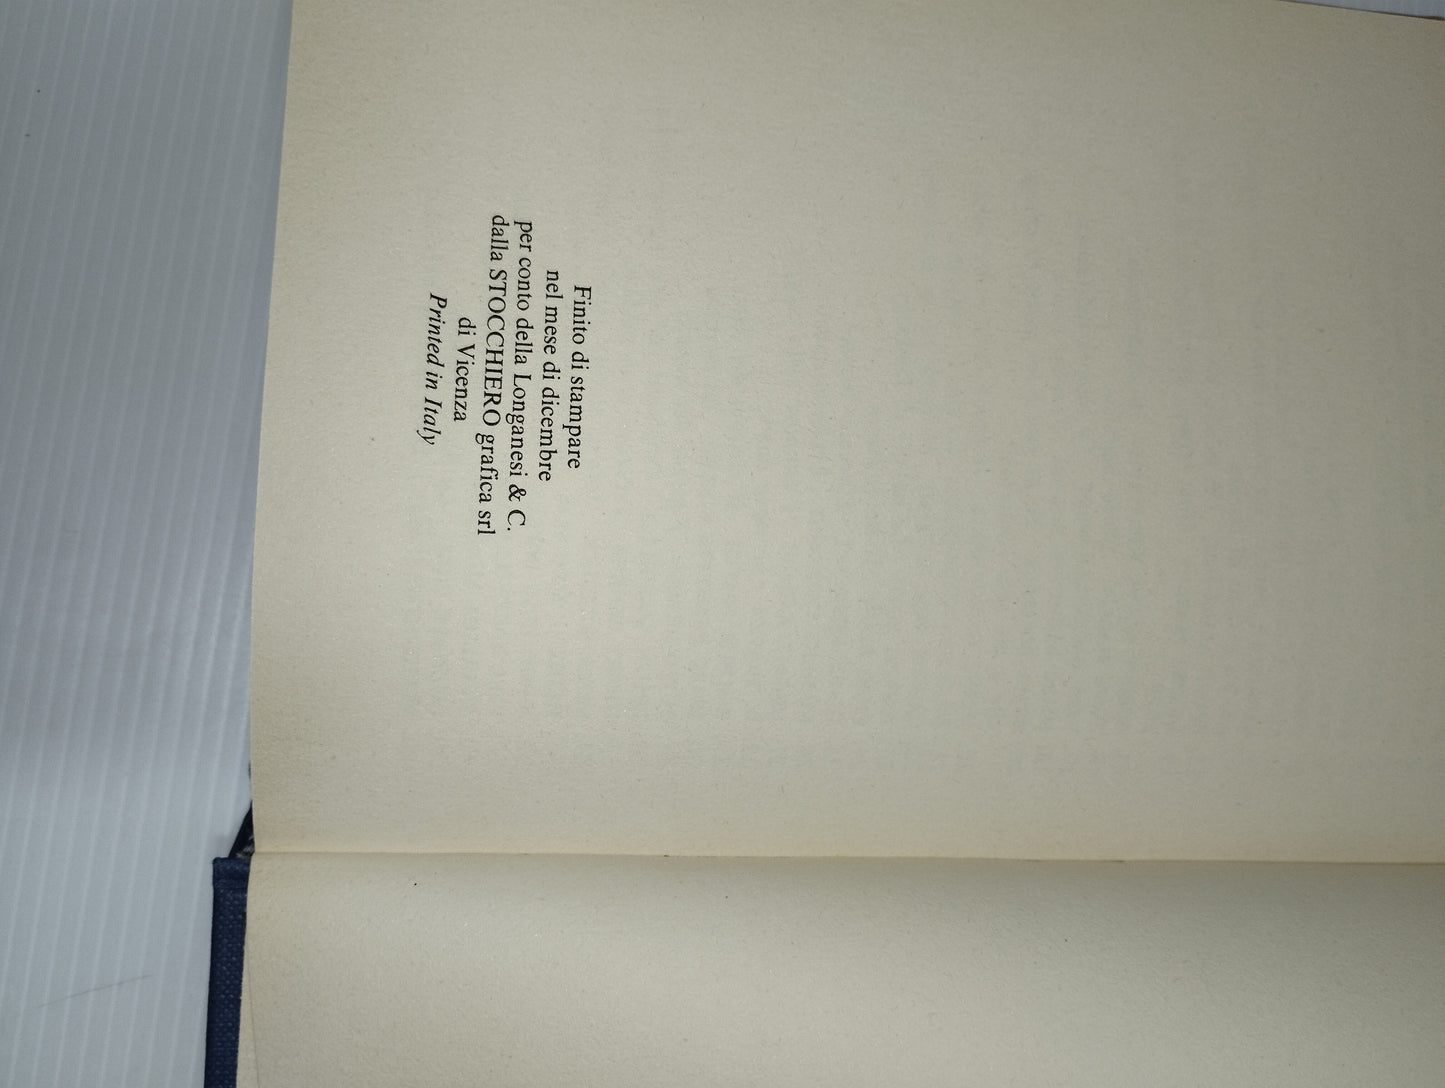 Finito di stampare
nel mese di dicembre
per conto della Longanesi & C.
dalla STOCCHIERO grafica srl
di Vicenza
Printed in Italy